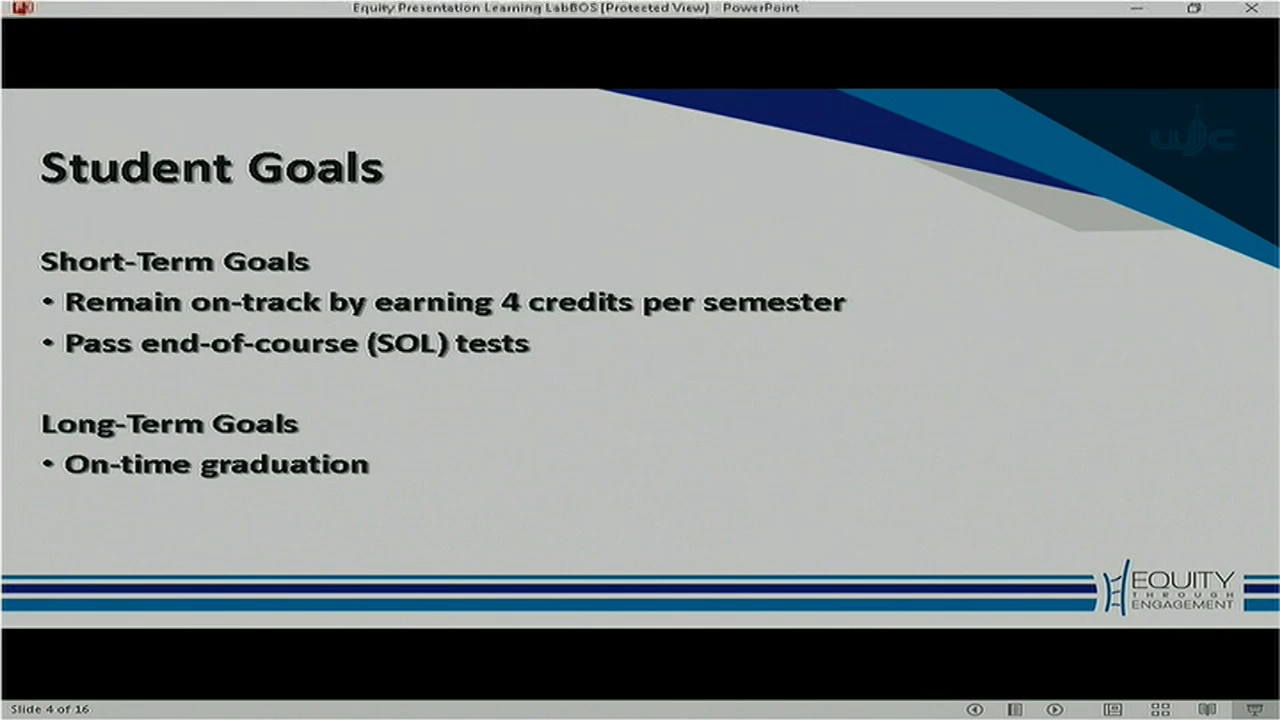 Equity Presentation Learning LabBOS [Protected View] - PowerPoint
wjc
Student Goals
Short-Term Goals
• Remain on-track by earning 4 credits per semester
• Pass end-of-course (SOL) tests
Long-Term Goals
• On-time graduation
EQUITY
THROUGH
ENGAGEMENT
Slide 4 of 16